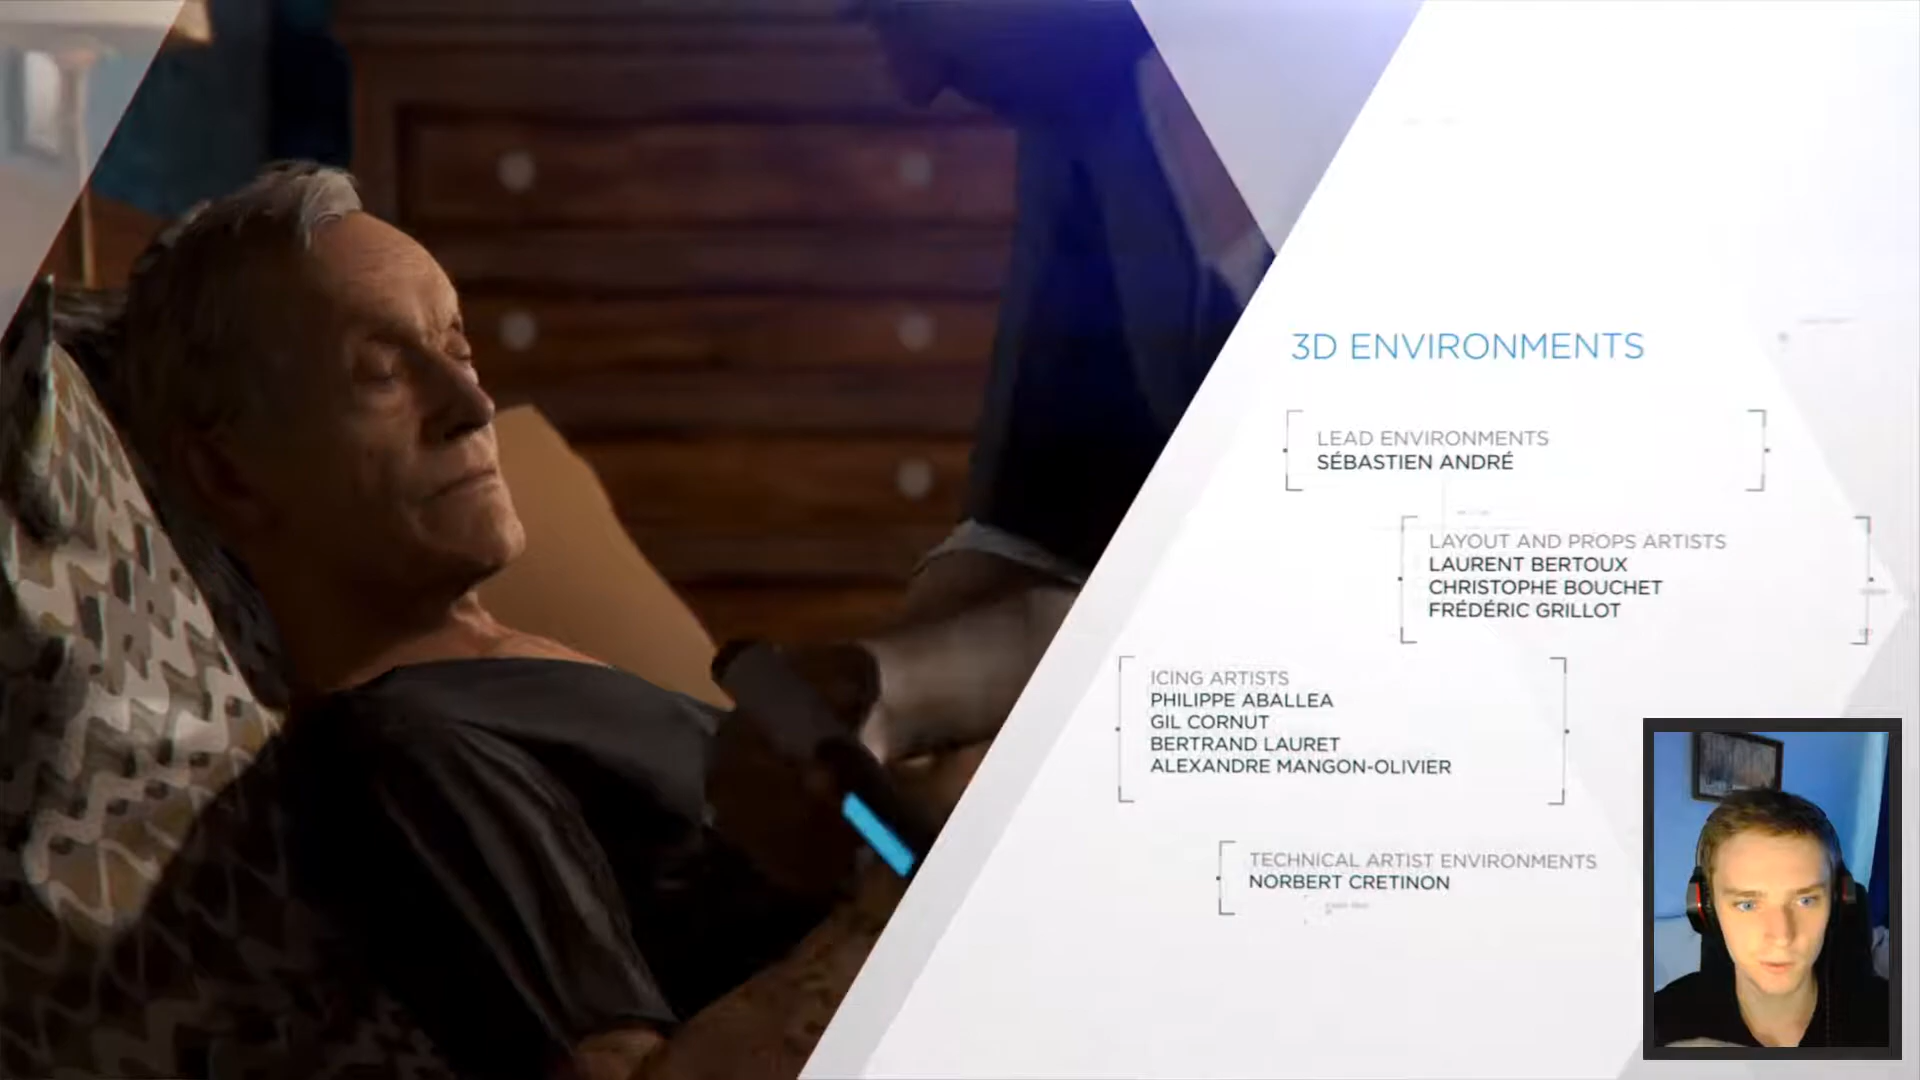 3D ENVIRONMENTS
LEAD ENVIRONMENTS
SÉBASTIEN ANDRÉ
LAYOUT AND PROPS ARTISTS
LAURENT BERTOUX
CHRISTOPHE BOUCHET
FRÉDÉRIC GRILLOT
ICING ARTISTS
PHILIPPE ABALLEA
GIL CORNUT
BERTRAND LAURET
ALEXANDRE MANGON-OLIVIER
TECHNICAL ARTIST ENVIRONMENTS
NORBERT CRETINON